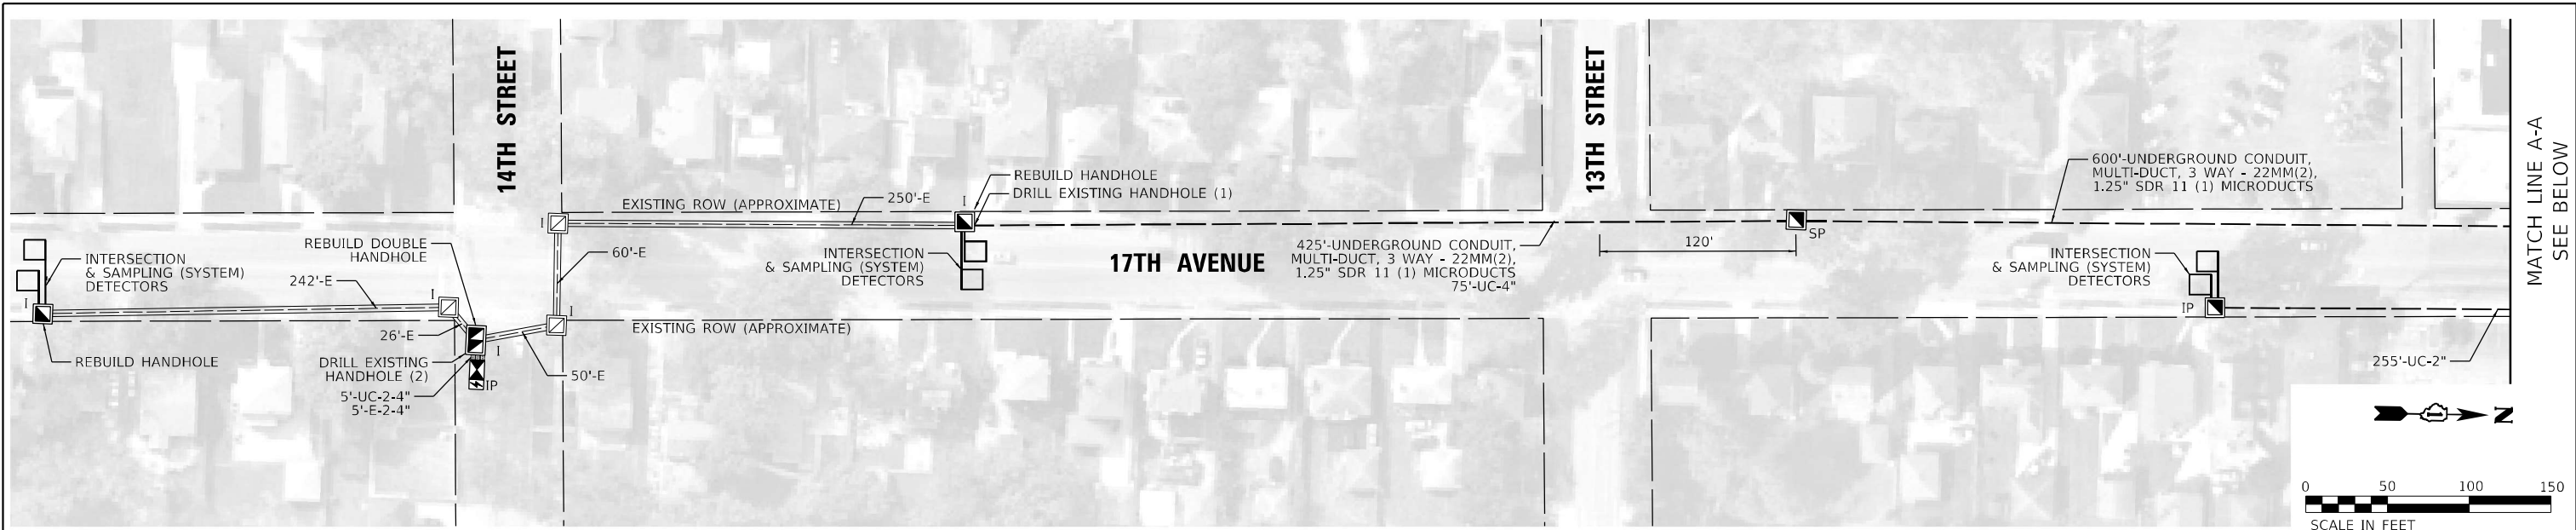 14TH STREET
13TH STREET
MATCH LINE A-A
SEE BELOW
REBUILD HANDHOLE
DRILL EXISTING HANDHOLE (1)
I
EXISTING ROW (APPROXIMATE)
250'-E
I
600'-UNDERGROUND CONDUIT,
MULTI-DUCT, 3 WAY - 22MM(2),
1.25" SDR 11 (1) MICRODUCTS
SP
120'
INTERSECTION
& SAMPLING (SYSTEM)
DETECTORS
I
242'-E
I
REBUILD DOUBLE
HANDHOLE
60'-E
I
INTERSECTION
& SAMPLING (SYSTEM)
DETECTORS
17TH AVENUE
425'-UNDERGROUND CONDUIT,
MULTI-DUCT, 3 WAY - 22MM(2),
1.25" SDR 11 (1) MICRODUCTS
75'-UC-4"
INTERSECTION
& SAMPLING (SYSTEM)
DETECTORS
IP
EXISTING ROW (APPROXIMATE)
26'-E
I
REBUILD HANDHOLE
DRILL EXISTING
HANDHOLE (2)
50'-E
IP
5'-UC-2-4"
5'-E-2-4"
255'-UC-2"
N
0 50 100 150
SCALE IN FEET